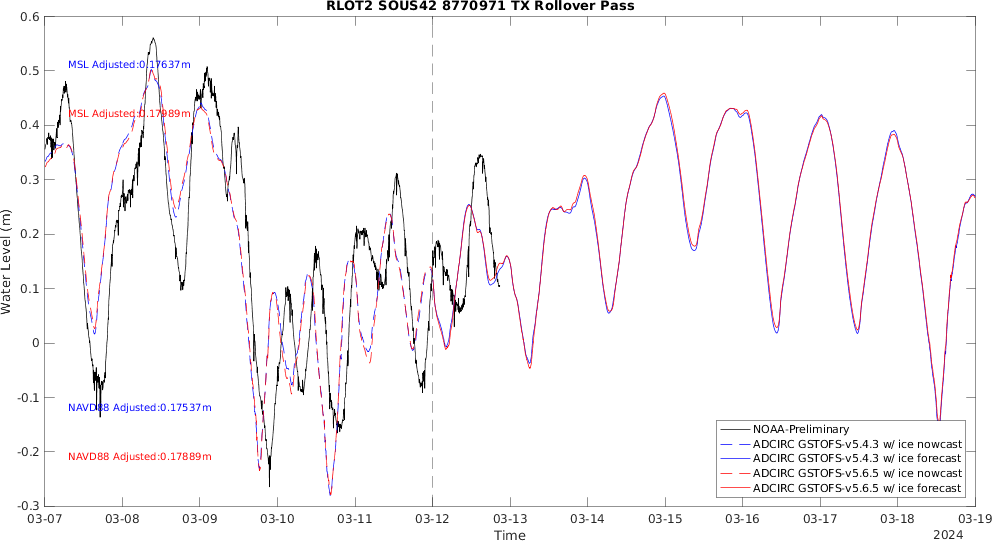 RLOT2 SOUS42 8770971 TX Rollover Pass
0.6
0.5
0.4
0.3
0.2
0.1
0
-0.1
-0.2
-0.3
Water Level (m)
MSL Adjusted:0.17637m
MSL Adjusted:0.17989m
NAVD88 Adjusted:0.17537m
NAVD88 Adjusted:0.17889m
NOAA-Preliminary
ADCIRC GSTOFS-v5.4.3 w/ ice nowcast
ADCIRC GSTOFS-v5.4.3 w/ ice forecast
ADCIRC GSTOFS-v5.6.5 w/ ice nowcast
ADCIRC GSTOFS-v5.6.5 w/ ice forecast
03-07 03-08 03-09 03-10 03-11 03-12 03-13 03-14 03-15 03-16 03-17 03-18 03-19
Time
2024